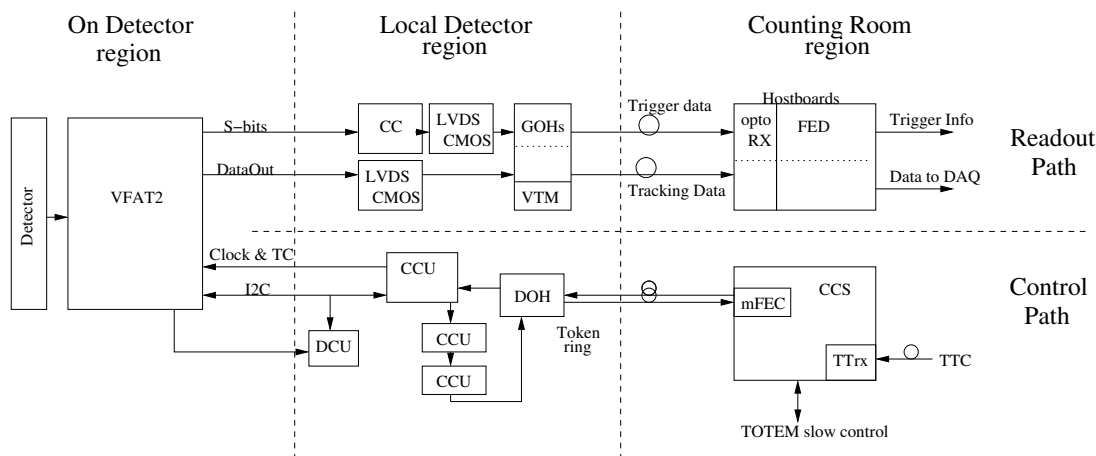 On Detector
region
Local Detector
region
Counting Room
region
Detector
VFAT2
S-bits
DataOut
CC
LVDS
CMOS
LVDS
CMOS
GOHs
VTM
Trigger data
Tracking Data
Hostboards
opto
RX
FED
Trigger Info
Data to DAQ
Readout
Path
Clock & TC
I2C
DCU
CCU
CCU
CCU
DOH
Token
ring
mFEC
CCS
TTrx
TTC
TOTEM slow control
Control
Path